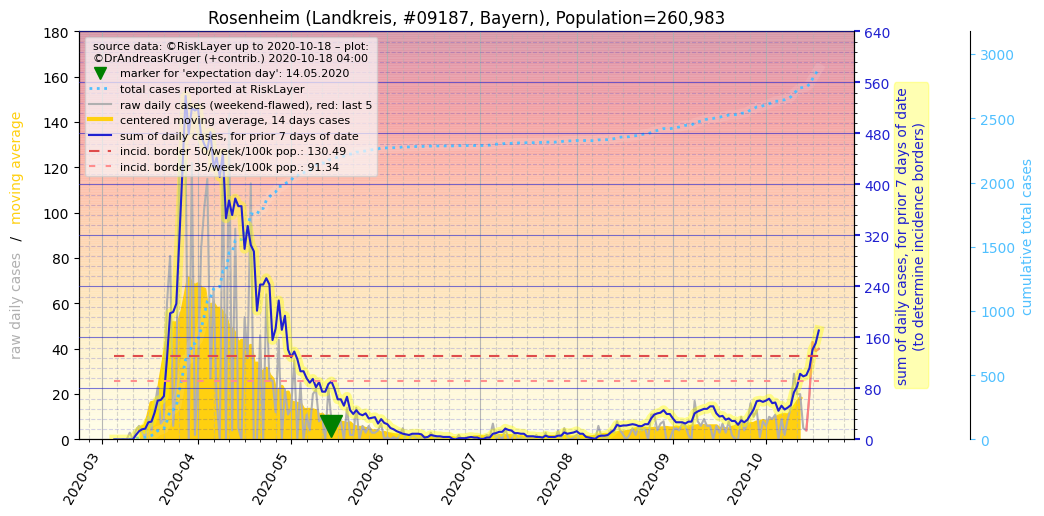 Rosenheim (Landkreis, #09187, Bayern), Population=260,983
source data: ©RiskLayer up to 2020-10-18 – plot:
©DrAndreasKruger (+contrib.) 2020-10-18 04:00
marker for 'expectation day': 14.05.2020
total cases reported at RiskLayer
raw daily cases (weekend-flawed), red: last 5
centered moving average, 14 days cases
sum of daily cases, for prior 7 days of date
incid. border 50/week/100k pop.: 130.49
incid. border 35/week/100k pop.: 91.34
raw daily cases / moving average
180
160
140
120
100
80
60
40
20
0
2020-03
2020-04
2020-05
2020-06
2020-07
2020-08
2020-09
2020-10
640
560
480
400
320
240
160
80
0
sum of daily cases, for prior 7 days of date
(to determine incidence borders)
3000
2500
2000
1500
1000
500
0
cumulative total cases